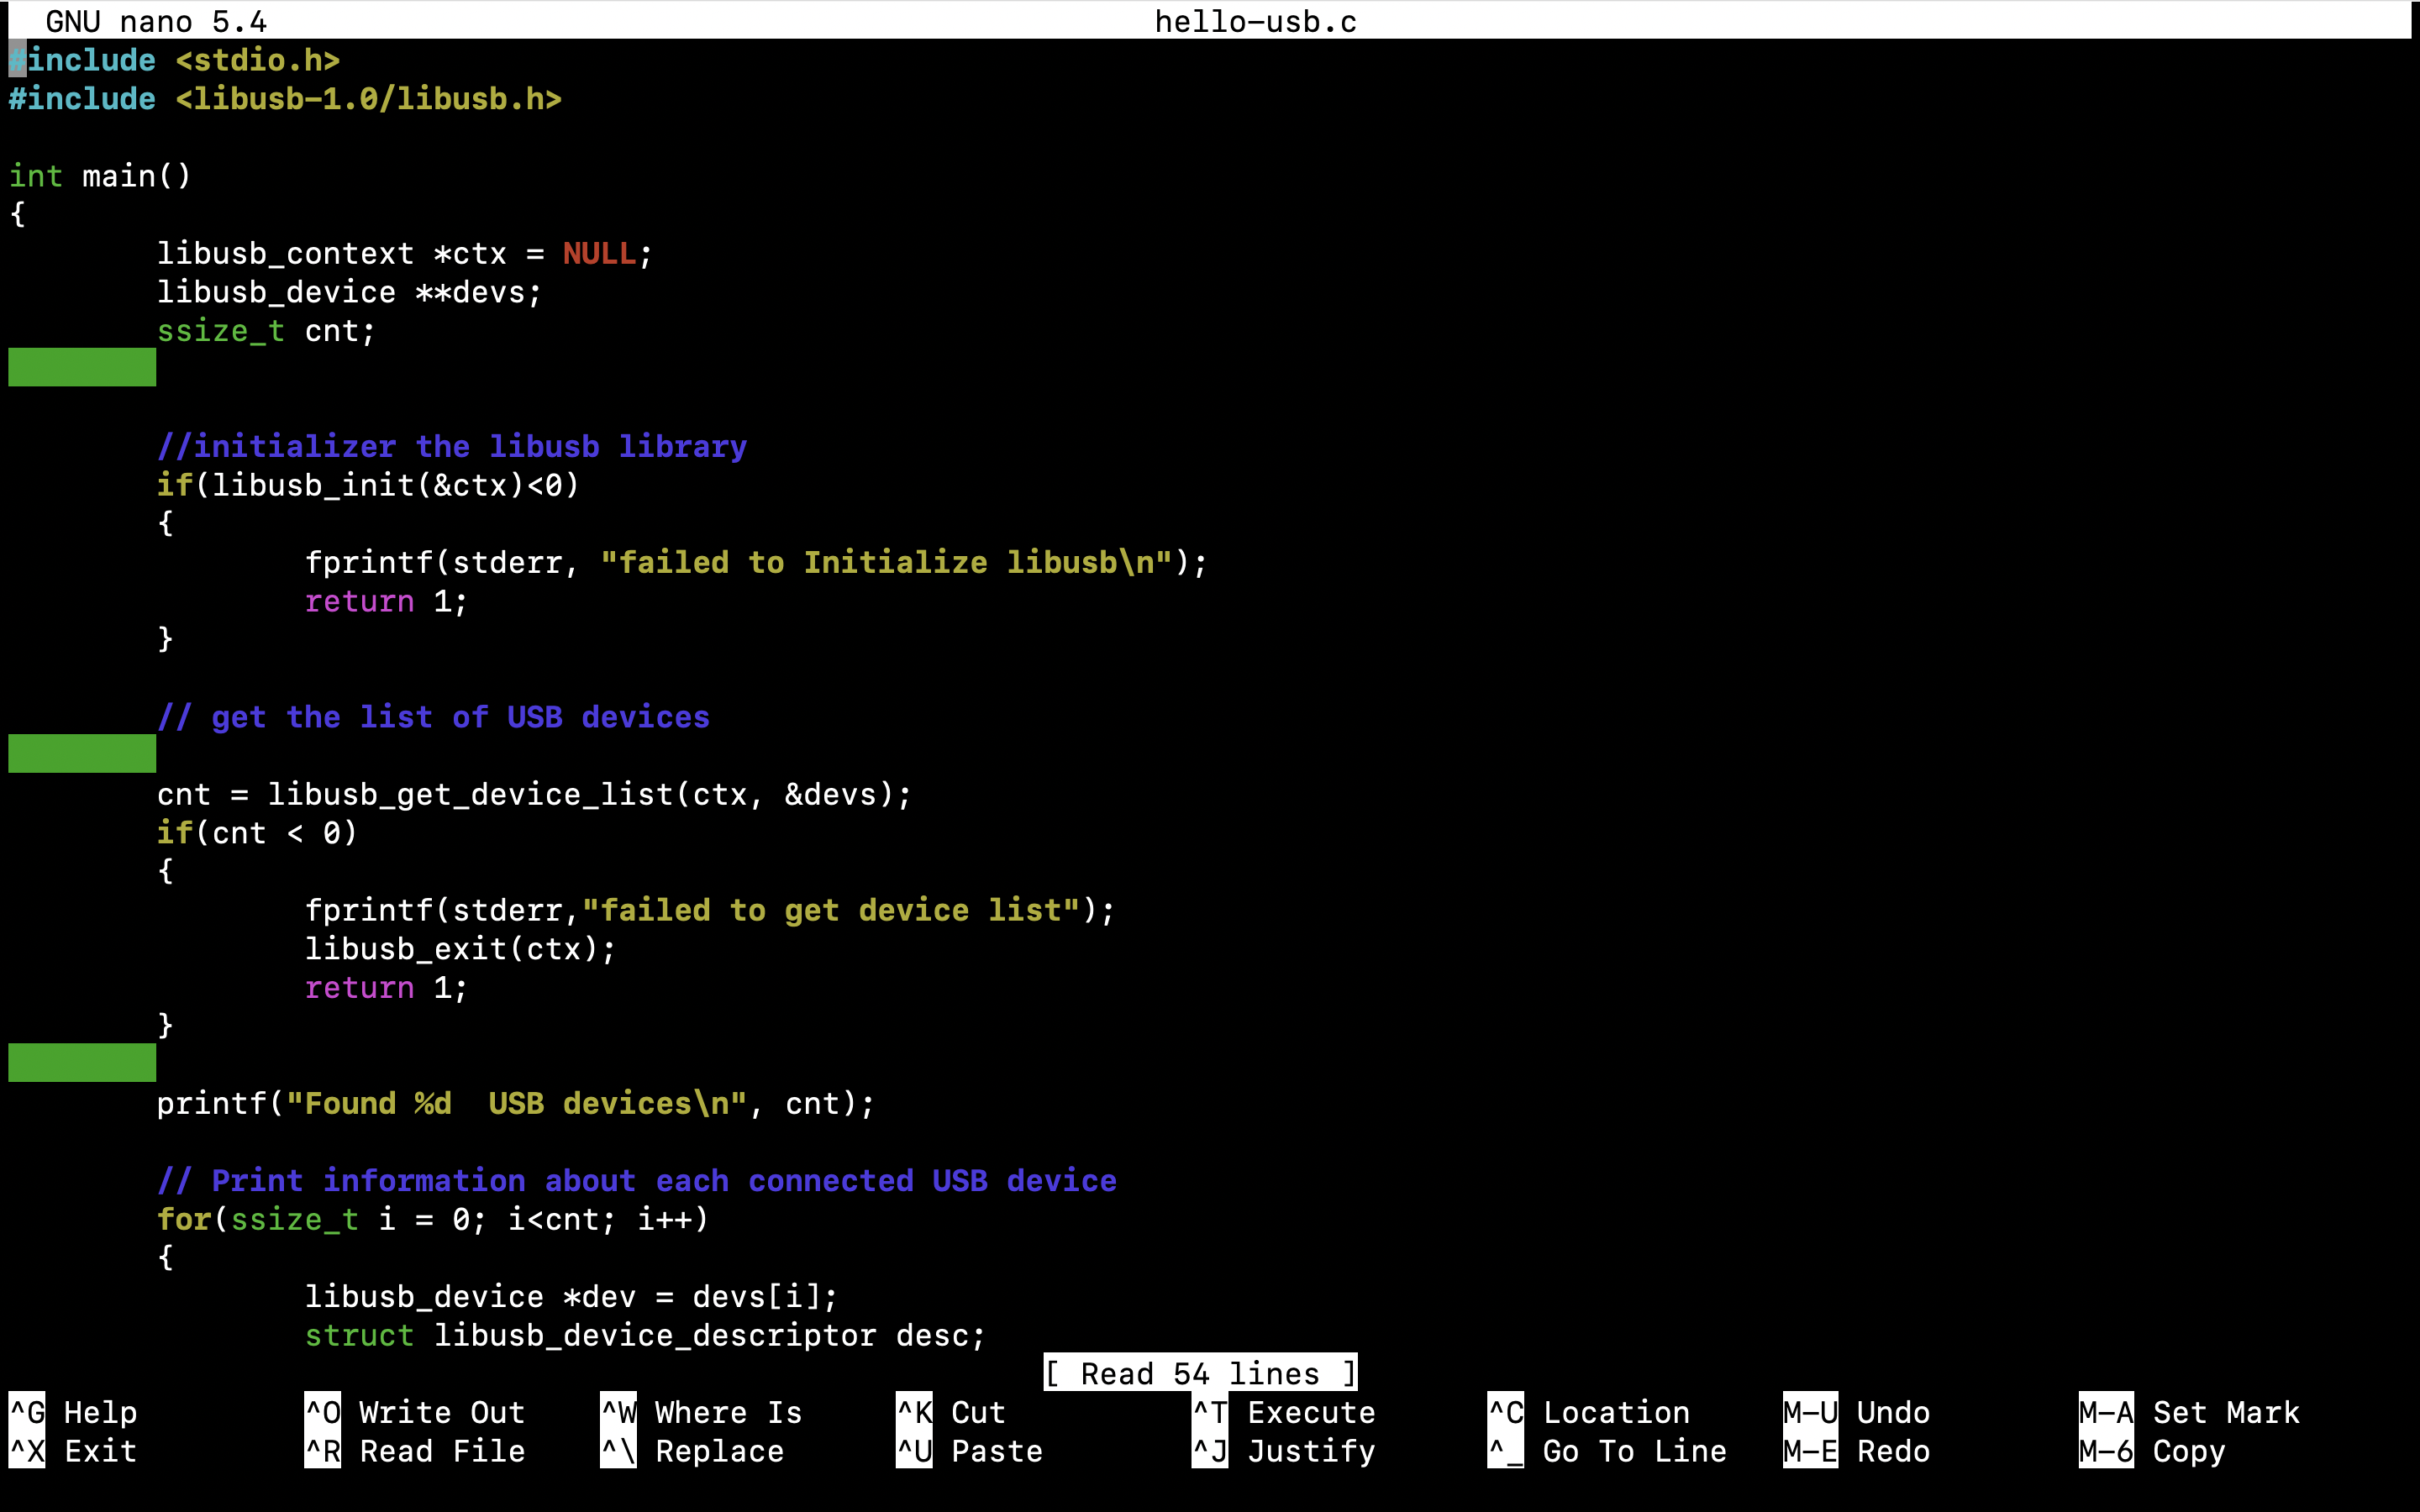 GNU nano 5.4 hello-usb.c
#include <stdio.h>
#include <libusb-1.0/libusb.h>
int main()
{
libusb_context *ctx = NULL;
libusb_device **devs;
ssize_t cnt;
//initializer the libusb library
if(libusb_init(&ctx)<0)
{
fprintf(stderr, "failed to Initialize libusb\n");
return 1;
}
// get the list of USB devices
cnt = libusb_get_device_list(ctx, &devs);
if(cnt < 0)
{
fprintf(stderr,"failed to get device list");
libusb_exit(ctx);
return 1;
}
printf("Found %d  USB devices\n", cnt);
// Print information about each connected USB device
for(ssize_t i = 0; i<cnt; i++)
{
libusb_device *dev = devs[i];
struct libusb_device_descriptor desc;
[ Read 54 lines ]
^G Help ^O Write Out ^W Where Is ^K Cut ^T Execute ^C Location M-U Undo M-A Set Mark
^X Exit ^R Read File ^\ Replace ^U Paste ^J Justify ^_ Go To Line M-E Redo M-6 Copy